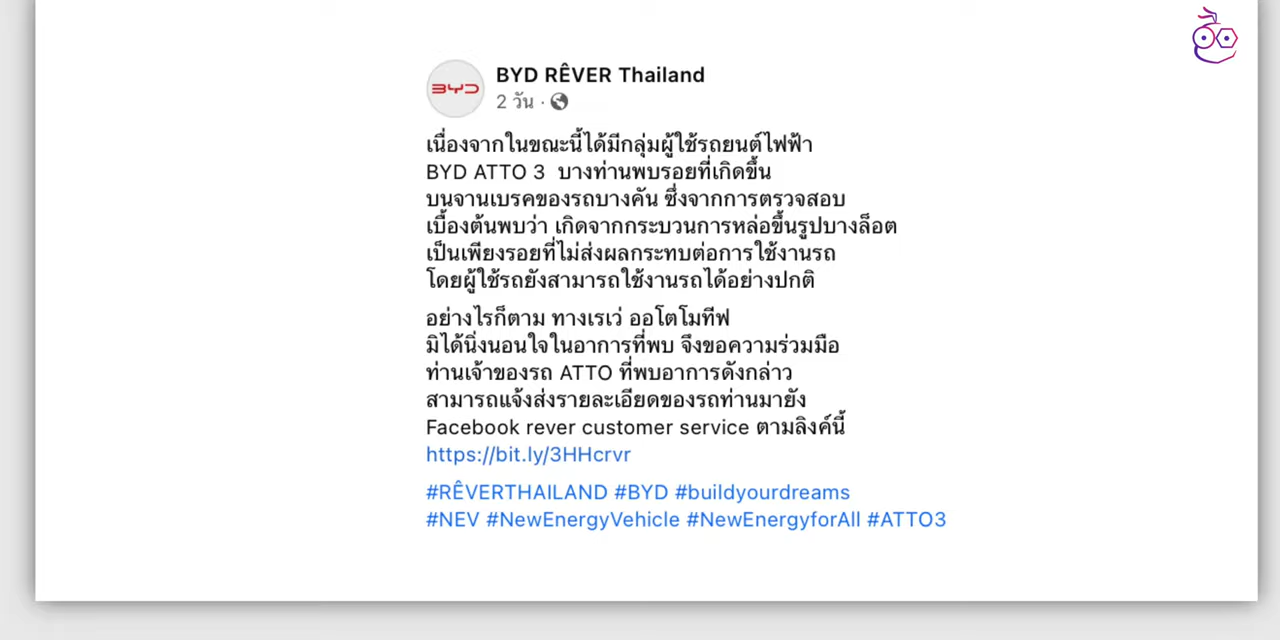 BYD
BYD RÊVER Thailand
2 วัน ·
เนื่องจากในขณะนี้ได้มีกลุ่มผู้ใช้รถยนต์ไฟฟ้า
BYD ATTO 3 บางท่านพบรอยที่เกิดขึ้น
บนจานเบรคของรถบางคัน ซึ่งจากการตรวจสอบ
เบื้องต้นพบว่า เกิดจากกระบวนการหล่อขึ้นรูปบางล็อต
เป็นเพียงรอยที่ไม่ส่งผลกระทบต่อการใช้งานรถ
โดยผู้ใช้รถยังสามารถใช้งานรถได้อย่างปกติ
อย่างไรก็ตาม ทางเรเว่ ออโตโมทีฟ
มิได้นิ่งนอนใจในอาการที่พบ จึงขอความร่วมมือ
ท่านเจ้าของรถ ATTO ที่พบอาการดังกล่าว
สามารถแจ้งส่งรายละเอียดของรถท่านมายัง
Facebook rever customer service ตามลิงค์นี้
https://bit.ly/3HHcrvr
#RÊVERTHAILAND #BYD #buildyourdreams
#NEV #NewEnergyVehicle #NewEnergyforAll #ATTO3